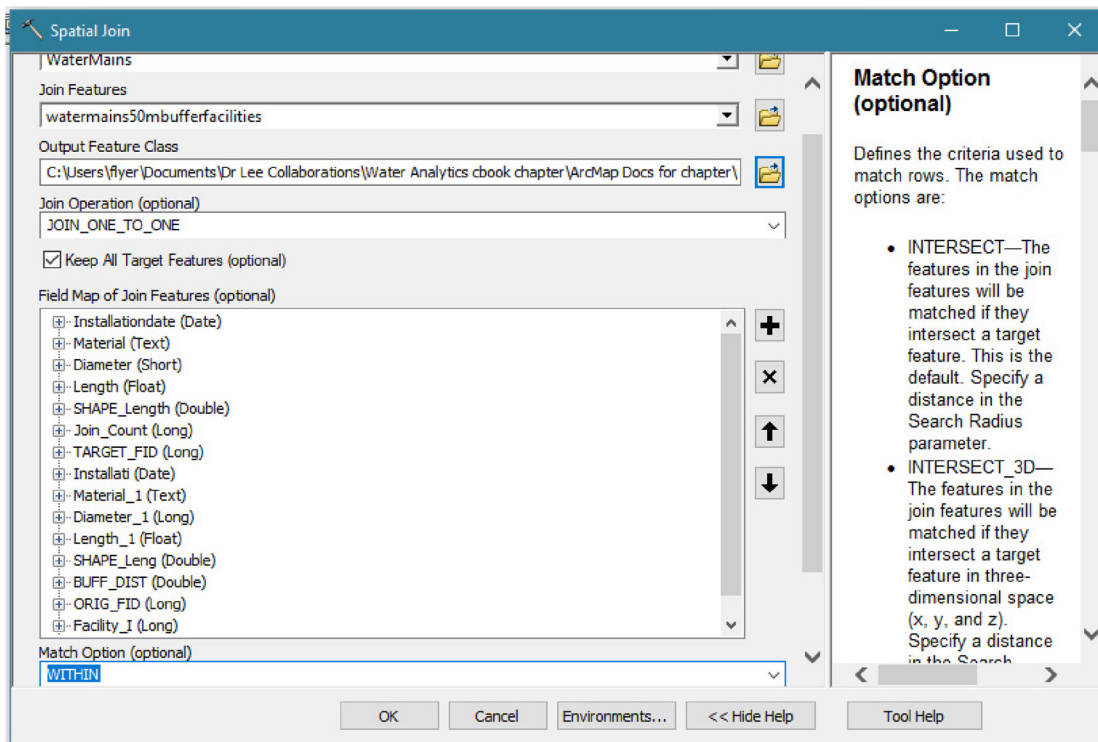 Spatial Join
WaterMains
Join Features
watermains50mbufferfacilities
Output Feature Class
C:\Users\flyer\Documents\Dr Lee Collaborations\Water Analytics cbook chapter\ArcMap Docs for chapter\
Join Operation (optional)
JOIN_ONE_TO_ONE
Keep All Target Features (optional)
Field Map of Join Features (optional)
Installationdate (Date)
Material (Text)
Diameter (Short)
Length (Float)
SHAPE_Length (Double)
Join_Count (Long)
TARGET_FID (Long)
Installati (Date)
Material_1 (Text)
Diameter_1 (Long)
Length_1 (Float)
SHAPE_Leng (Double)
BUFF_DIST (Double)
ORIG_FID (Long)
Facility_I (Long)
Match Option (optional)
WITHIN
OK
Cancel
Environments...
<< Hide Help
Tool Help
Match Option
(optional)
Defines the criteria used to
match rows. The match
options are:
• INTERSECT—The
features in the join
features will be
matched if they
intersect a target
feature. This is the
default. Specify a
distance in the
Search Radius
parameter.
• INTERSECT_3D—
The features in the
join features will be
matched if they
intersect a target
feature in three-
dimensional space
(x, y, and z).
Specify a distance
in the Search